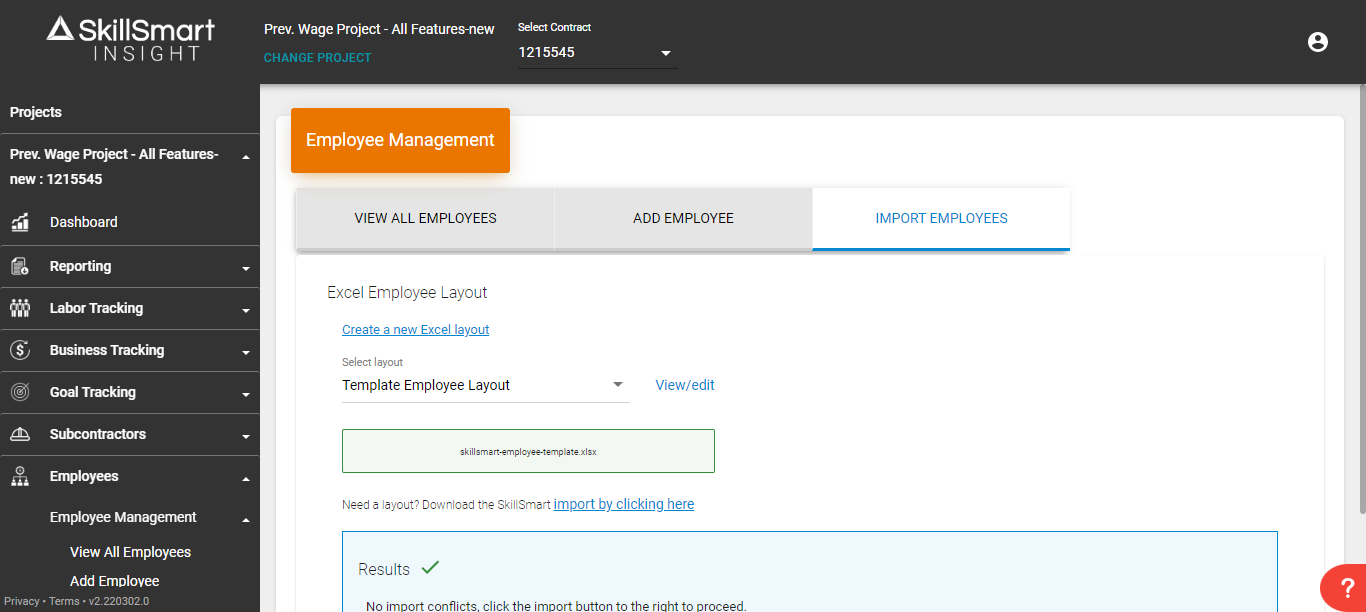 SkillSmart
INSIGHT
Prev. Wage Project - All Features-new
CHANGE PROJECT
Select Contract
1215545
Projects
Prev. Wage Project - All Features-
new : 1215545
Dashboard
Reporting
Labor Tracking
Business Tracking
Goal Tracking
Subcontractors
Employees
Employee Management
View All Employees
Add Employee
Privacy • Terms • v2.220302.0
Employee Management
VIEW ALL EMPLOYEES
ADD EMPLOYEE
IMPORT EMPLOYEES
Excel Employee Layout
Create a new Excel layout
Select layout
Template Employee Layout
View/edit
skillsmart-employee-template.xlsx
Need a layout? Download the SkillSmart import by clicking here
Results
No import conflicts, click the import button to the right to proceed.
?